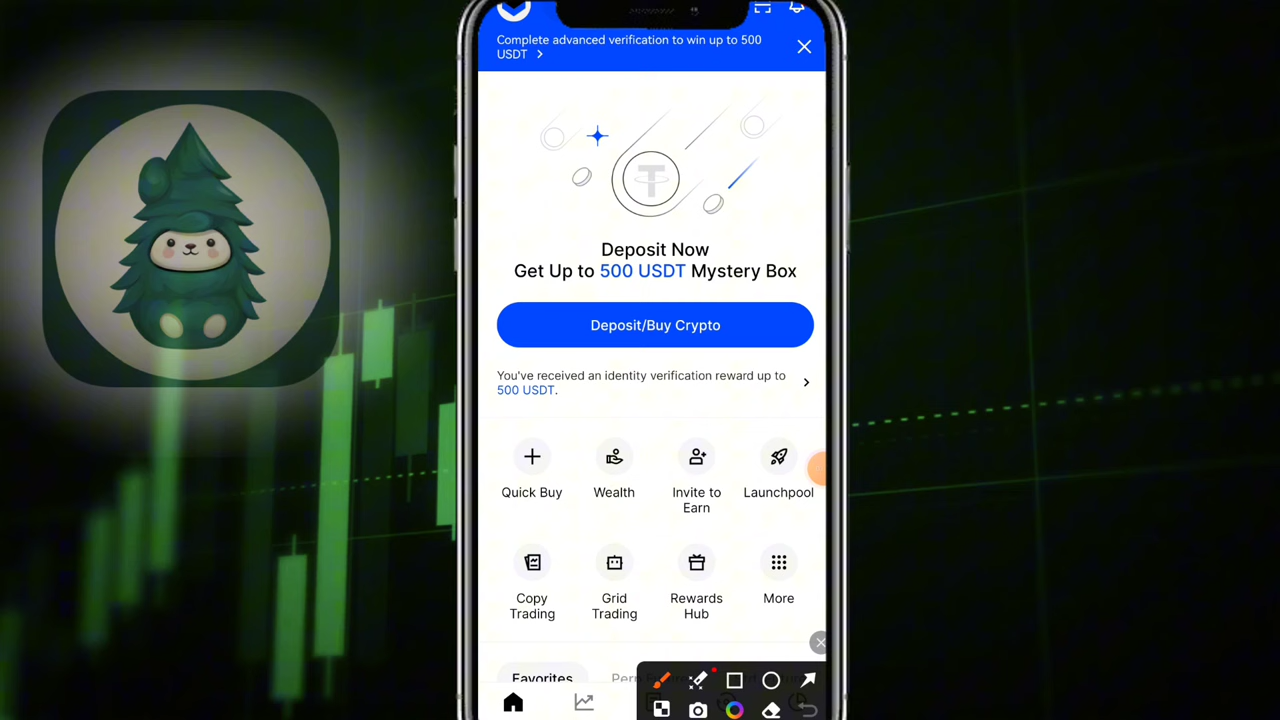 Complete advanced verification to win up to 500
USDT >
Deposit Now
Get Up to 500 USDT Mystery Box
Deposit/Buy Crypto
You've received an identity verification reward up to
500 USDT.
Quick Buy
Wealth
Invite to
Earn
Launchpool
Copy
Trading
Grid
Trading
Rewards
Hub
More
Favorites